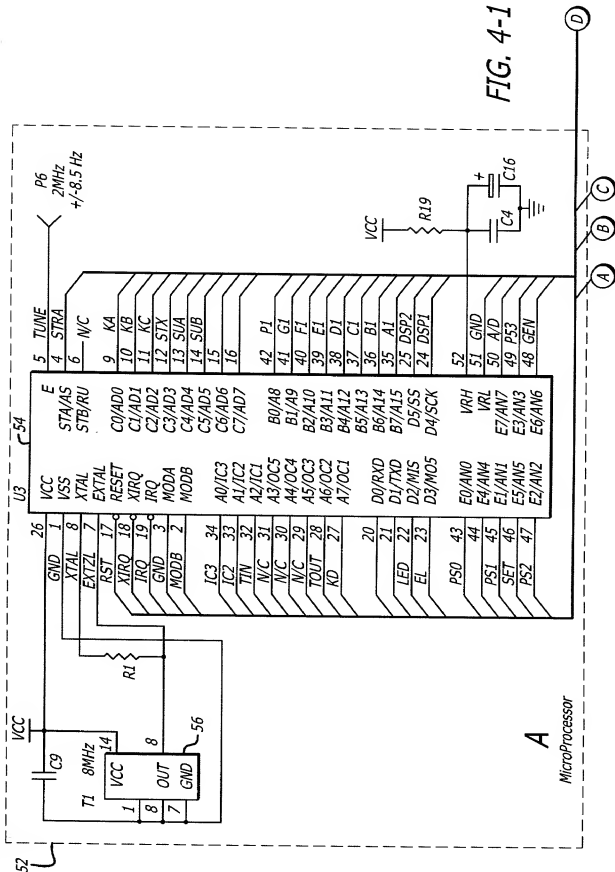 52
VCC
C9
T1 8MHz 14
VCC
1
8 OUT 8
7 GND
56
R1
A
MicroProcessor
U3
54
26 VCC
GND 1 VSS
XTAL 8 XTAL
EXTZL 7 EXTAL
RST 17 RESET
XIRQ 18 XIRQ
IRQ 19 IRQ
GND 3 MODA
MODB 2 MODB
IC3 34 A0/IC3
IC2 33 A1/IC2
TIN 32 A2/IC1
N/C 31 A3/OC5
N/C 30 A4/OC4
N/C 29 A5/OC3
TOUT 28 A6/OC2
KD 27 A7/OC1
20 D0/RXD
21 D1/TXD
LED 22 D2/MIS
EL 23 D3/MO5
PS0 43 E0/AN0
44 E4/AN4
PS1 45 E1/AN1
SET 46 E5/AN5
PS2 47 E2/AN2
E 5 TUNE
STA/AS 4 STRA
STB/RU 6 N/C
C0/AD0 9 KA
C1/AD1 10 KB
C2/AD2 11 KC
C3/AD3 12 STX
C4/AD4 13 SUA
C5/AD5 14 SUB
C6/AD6 15
C7/AD7 16
B0/A8 42 P1
B1/A9 41 G1
B2/A10 40 F1
B3/A11 39 E1
B4/A12 38 D1
B5/A13 37 C1
B6/A14 36 B1
B7/A15 35 A1
D5/SS 25 DSP2
D4/SCK 24 DSP1
VRH 52
VRL 51 GND
E7/AN7 50 A/D
E3/AN3 49 P53
E6/AN6 48 GEN
P6
2MHz
+/-8.5 Hz
VCC
R19
C4
+
C16
A
B
C
D
FIG. 4-1